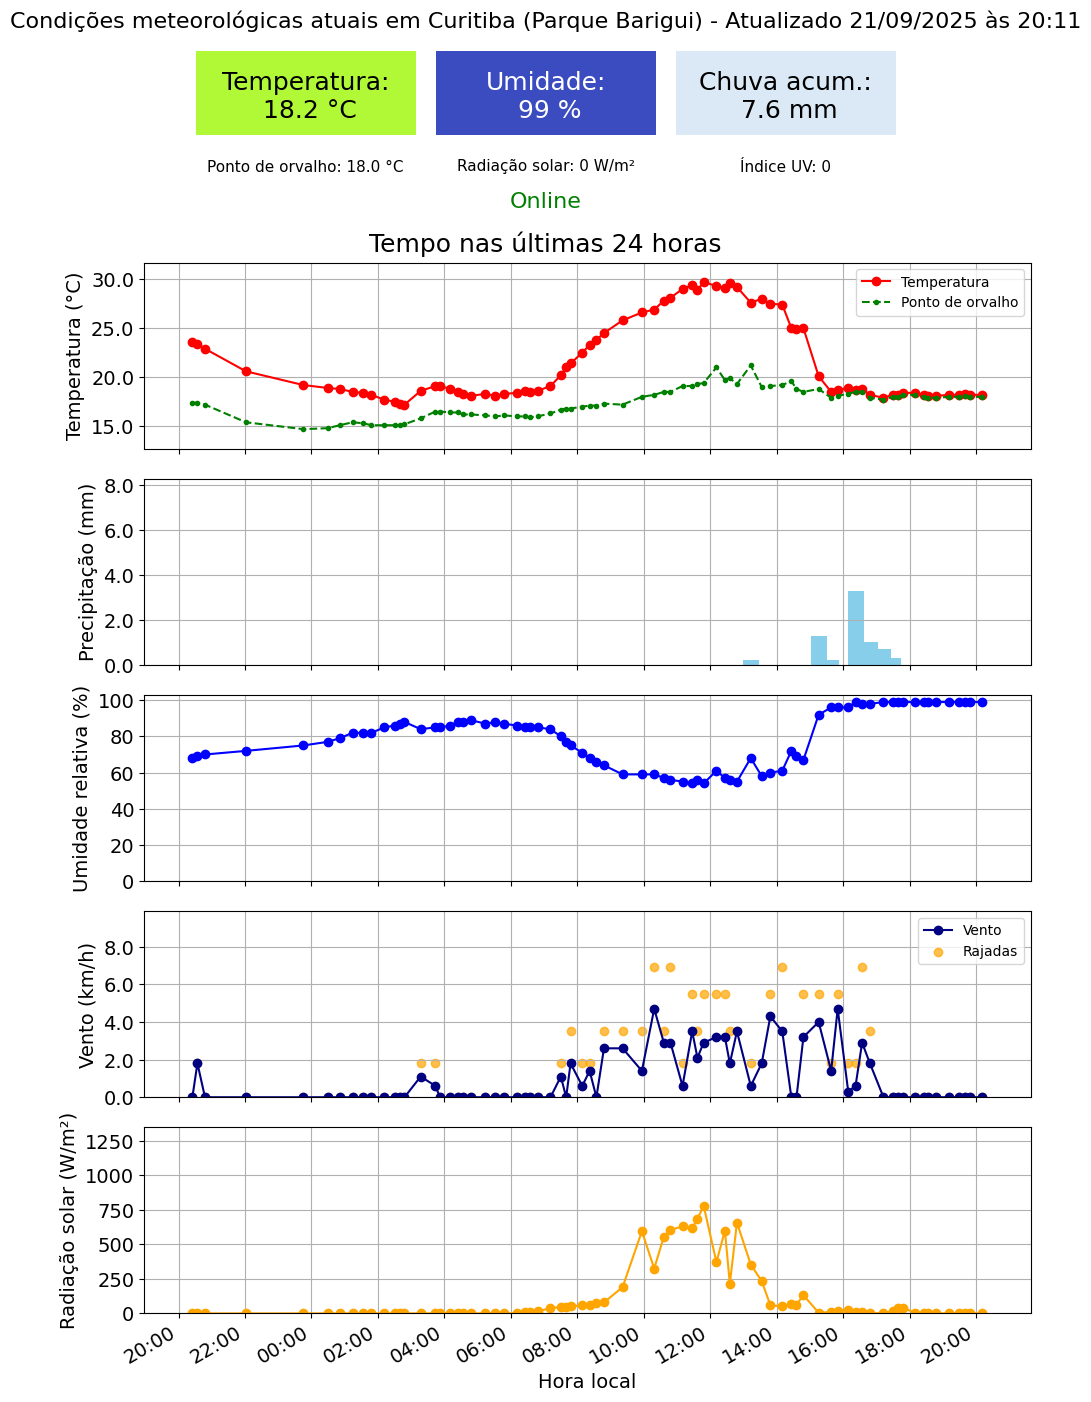 Condições meteorológicas atuais em Curitiba (Parque Barigui) - Atualizado 21/09/2025 às 20:11
Temperatura:
18.2 °C
Umidade:
99 %
Chuva acum.:
7.6 mm
Ponto de orvalho: 18.0 °C
Radiação solar: 0 W/m²
Índice UV: 0
Online
Tempo nas últimas 24 horas
Temperatura (°C)
30.0
25.0
20.0
15.0
Temperatura
Ponto de orvalho
Precipitação (mm)
8.0
6.0
4.0
2.0
0.0
Umidade relativa (%)
100
80
60
40
20
0
Vento (km/h)
8.0
6.0
4.0
2.0
0.0
Vento
Rajadas
Radiação solar (W/m²)
1250
1000
750
500
250
0
20:00
22:00
00:00
02:00
04:00
06:00
08:00
10:00
12:00
14:00
16:00
18:00
20:00
Hora local